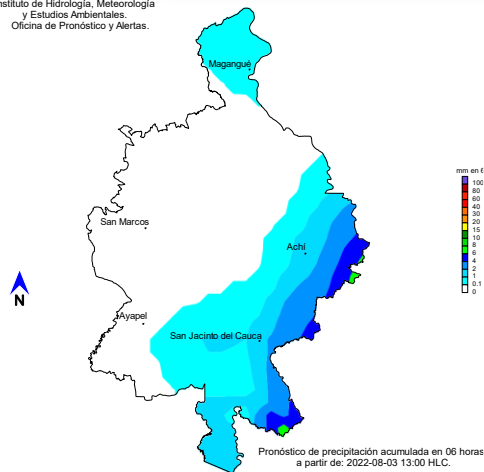 nstituto de Hidrología, Meteorología
y Estudios Ambientales.
Oficina de Pronóstico y Alertas.
Magangué
mm en 6
100
80
60
40
30
20
15
10
8
6
4
2
1
0.1
0
San Marcos
Achí
N
Ayapel
San Jacinto del Cauca
Pronóstico de precipitación acumulada en 06 horas
a partir de: 2022-08-03 13:00 HLC.